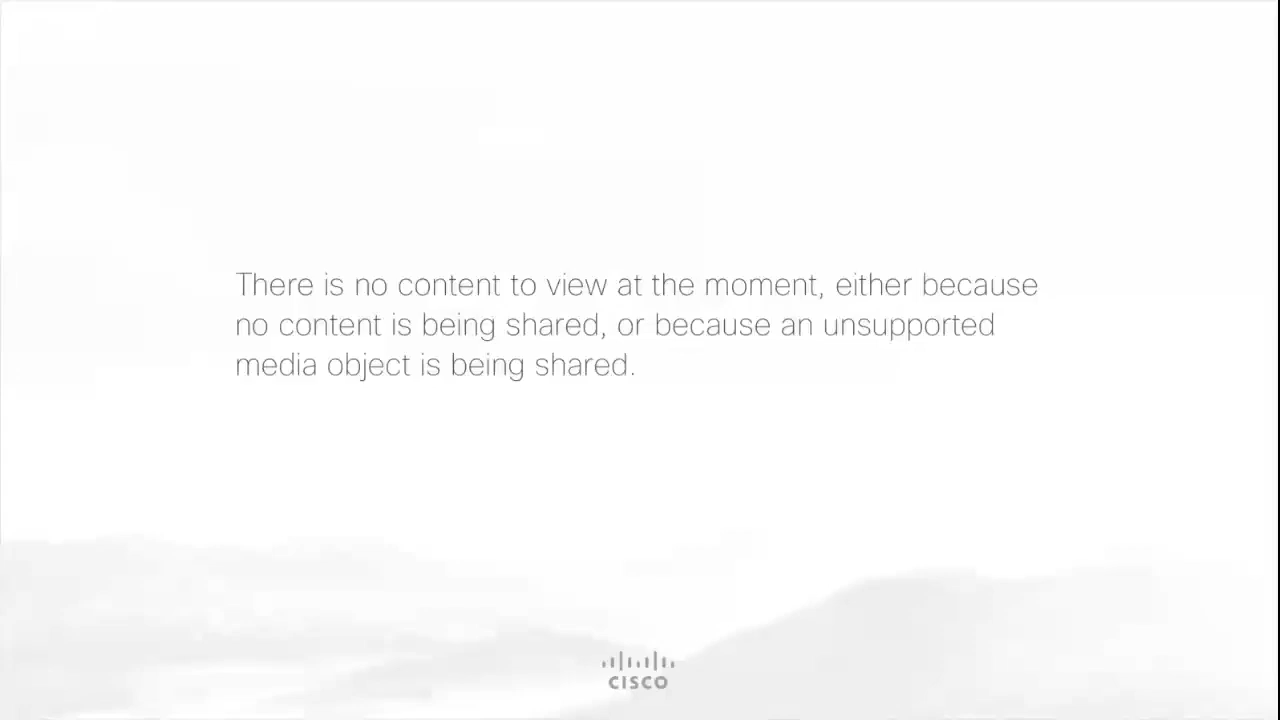 There is no content to view at the moment, either because
no content is being shared, or because an unsupported
media object is being shared.
CISCO